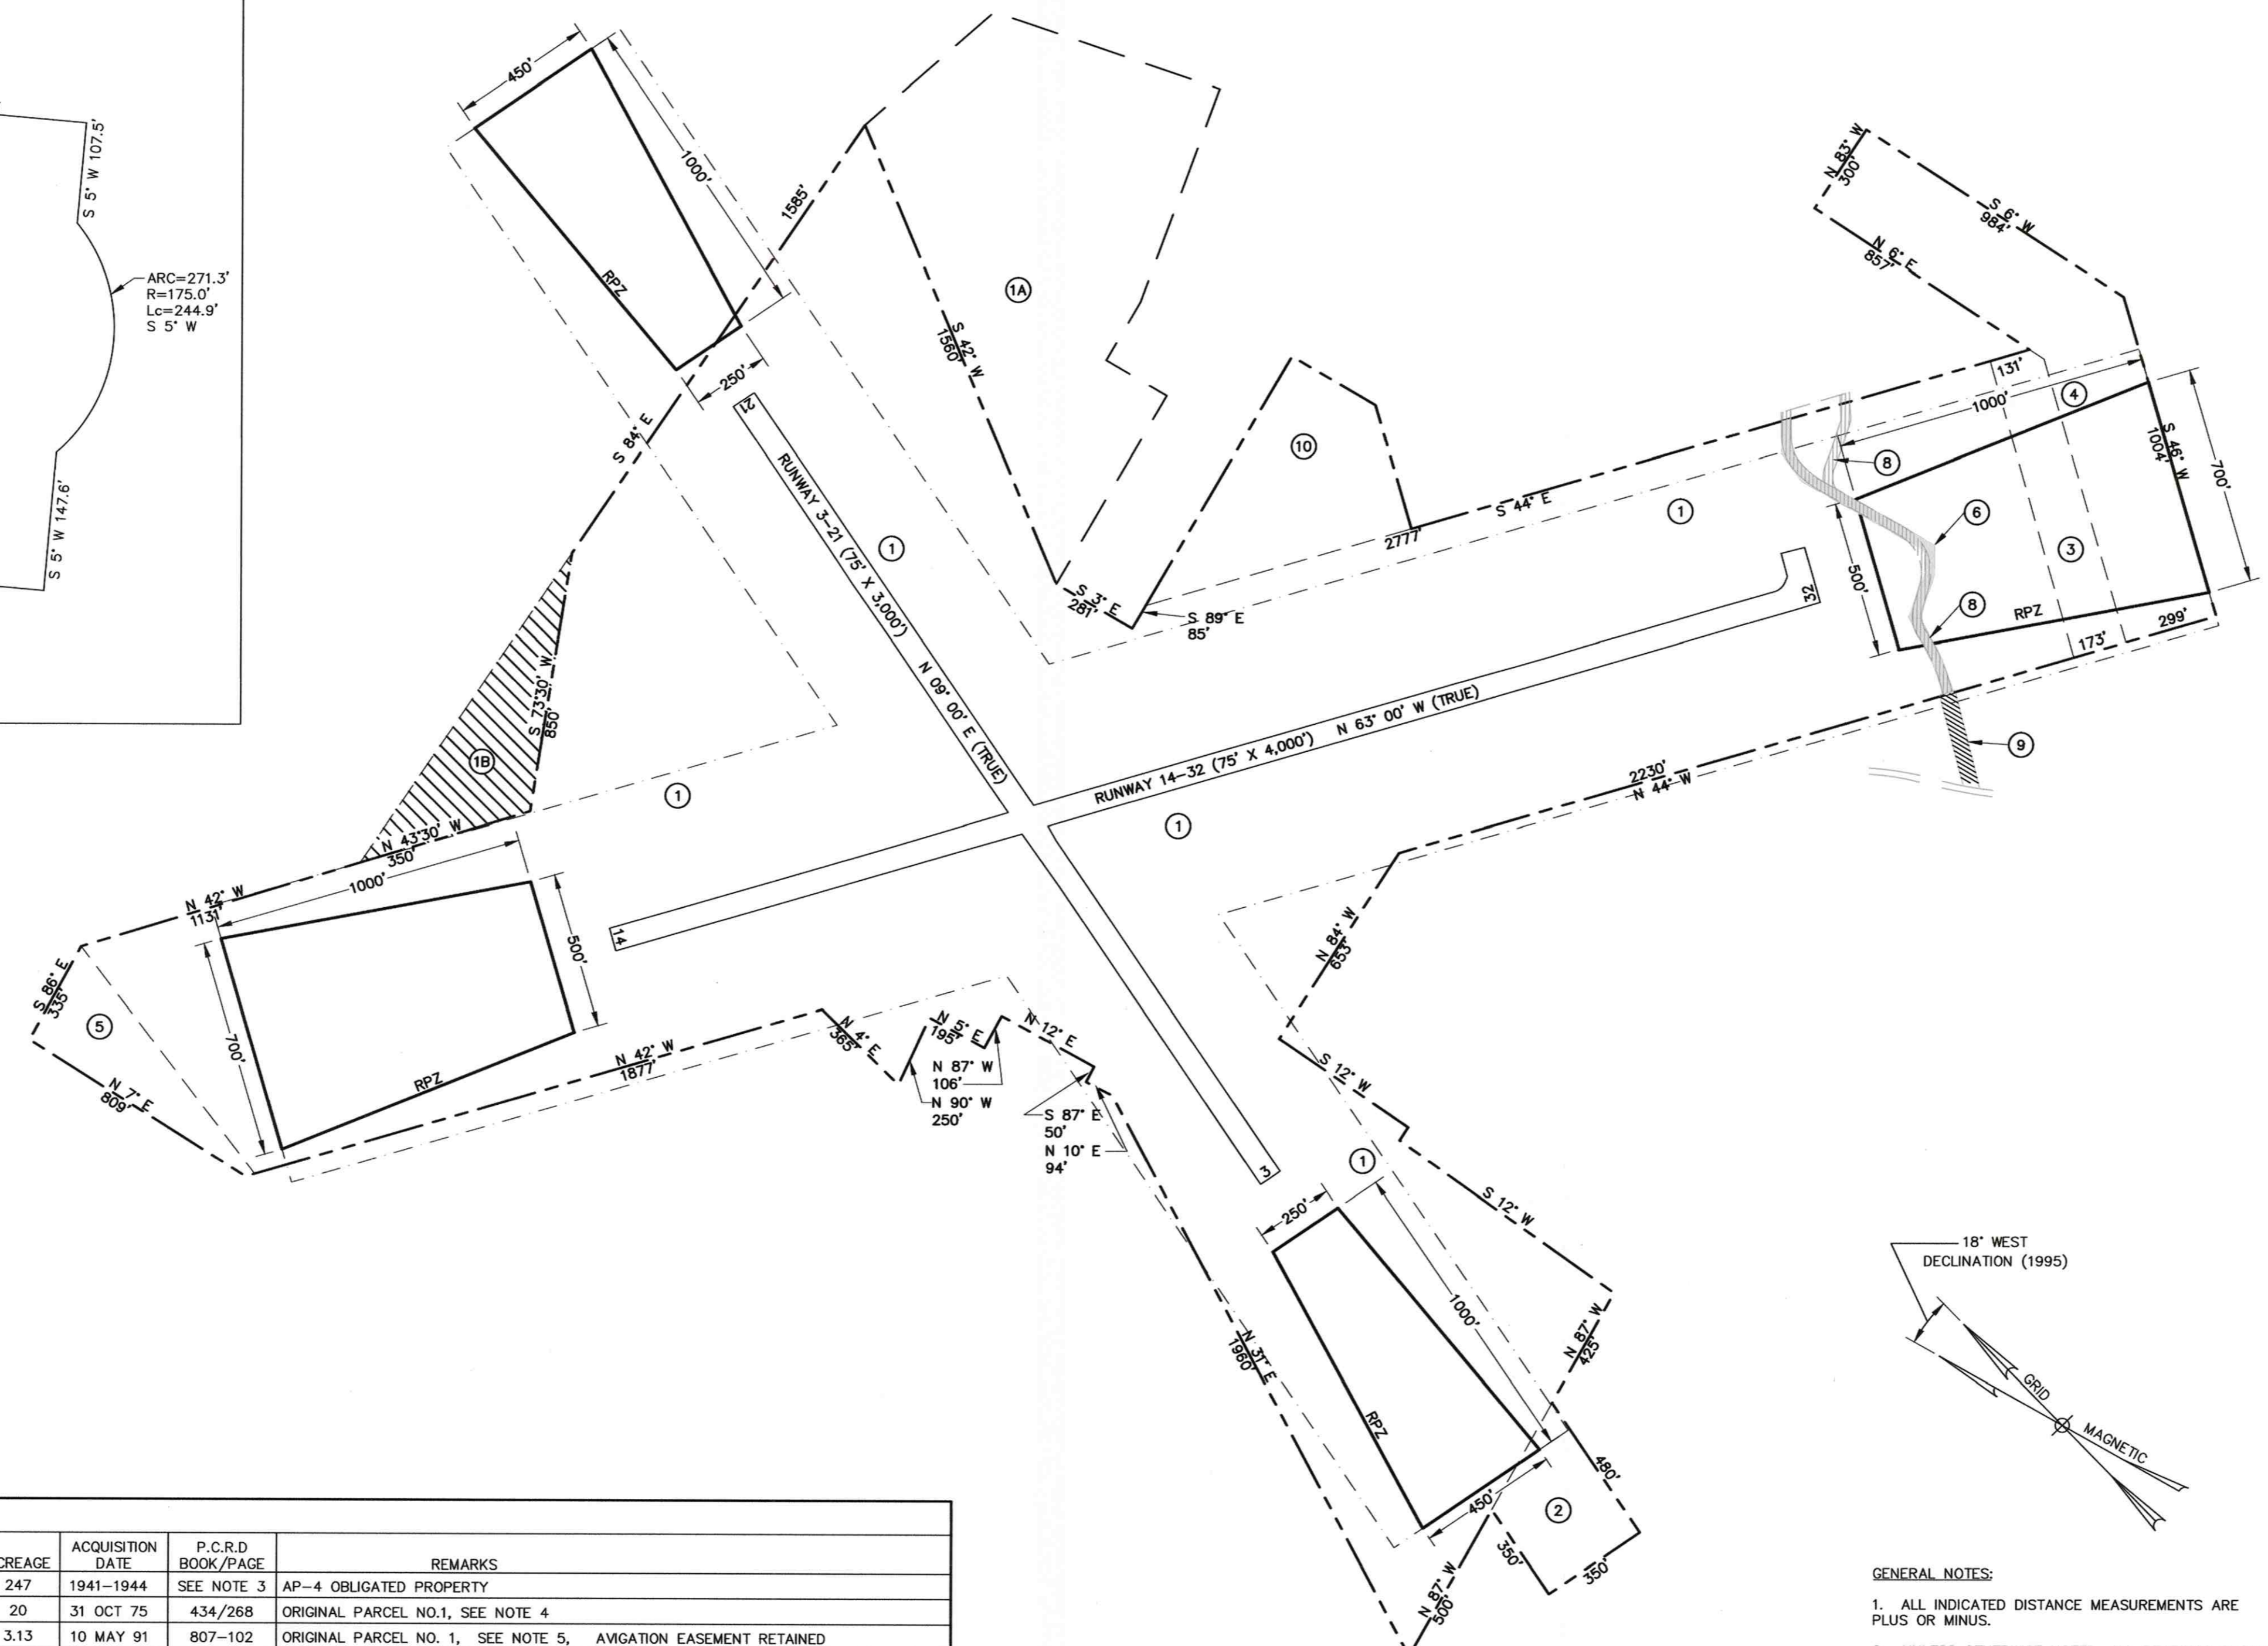 450'
1000'
RPZ
250'
1585'
S 84° E
S 5° W 107.5'
ARC=271.3'
R=175.0'
Lc=244.9'
S 5° W
S 5° W 147.6'
1A
S 42° W
1560'
10
S 3° E
281'
S 89° E
85'
S 44° E
2777'
N 83° W
300'
S 6° W
984'
N 6° E
857'
131'
1000'
4
S 46° W
1004'
700'
8
6
3
500'
8
RPZ
173'
299'
9
1
1
21
RUNWAY 3-21 (75' X 3,000') N 09° 00' E (TRUE)
32
RUNWAY 14-32 (75' X 4,000') N 63° 00' W (TRUE)
2230'
N 44° W
S 73°30' W
850'
1B
1
1
N 43°30' W
350'
1000'
N 42° W
1131'
14
500'
S 86° E
335'
5
700'
RPZ
N 7° E
809'
N 42° W
1877'
N 4° E
365'
N 5° E
195'
N 12° E
N 87° W
106'
N 90° W
250'
S 87° E
50'
N 10° E
94'
N 84° W
653'
S 12° W
1
3
S 12° W
250'
1000'
N 87° W
425'
N 31° E
1960'
RPZ
450'
480'
2
350'
350'
N 87° W
500'
18° WEST
DECLINATION (1995)
GRID
MAGNETIC
GENERAL NOTES:
1. ALL INDICATED DISTANCE MEASUREMENTS ARE
PLUS OR MINUS.
CREAGE ACQUISITION DATE P.C.R.D BOOK/PAGE REMARKS
247 1941-1944 SEE NOTE 3 AP-4 OBLIGATED PROPERTY
20 31 OCT 75 434/268 ORIGINAL PARCEL NO.1, SEE NOTE 4
3.13 10 MAY 91 807-102 ORIGINAL PARCEL NO. 1, SEE NOTE 5, AVIGATION EASEMENT RETAINED